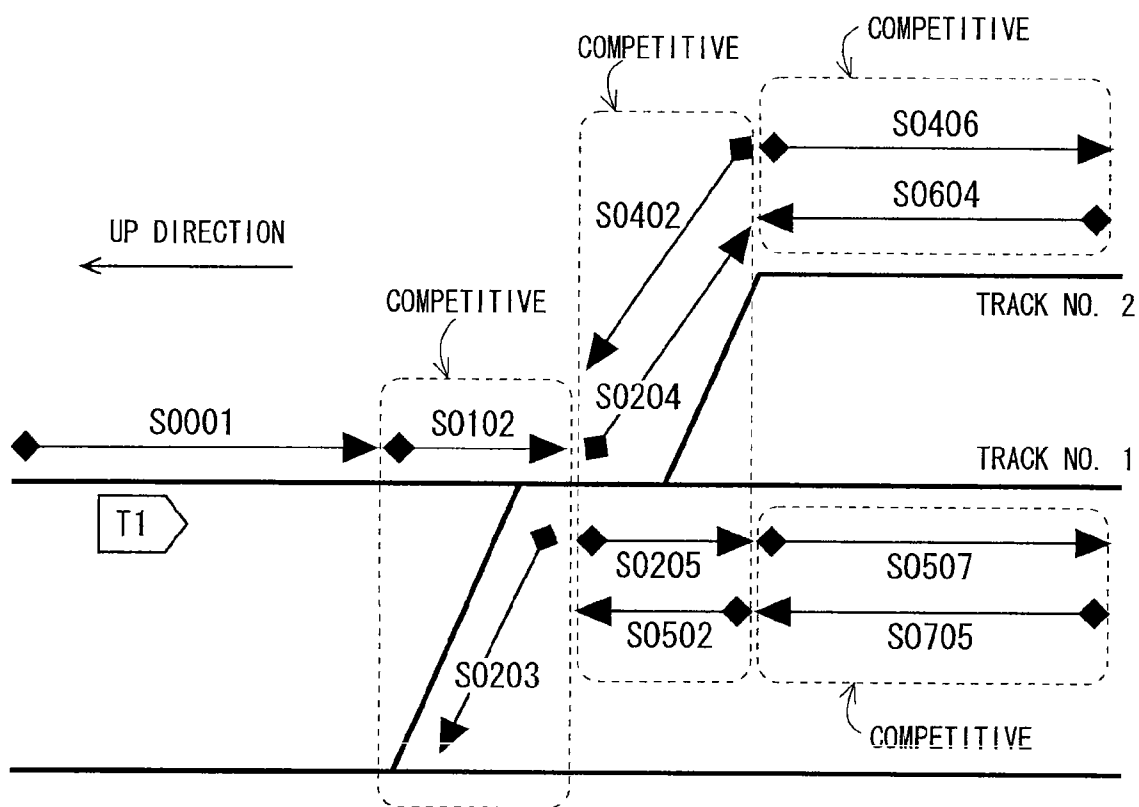 COMPETITIVE
COMPETITIVE
S0406
S0402
S0604
UP DIRECTION
COMPETITIVE
TRACK NO. 2
S0204
S0001
S0102
TRACK NO. 1
T1
S0205
S0507
S0502
S0705
S0203
COMPETITIVE